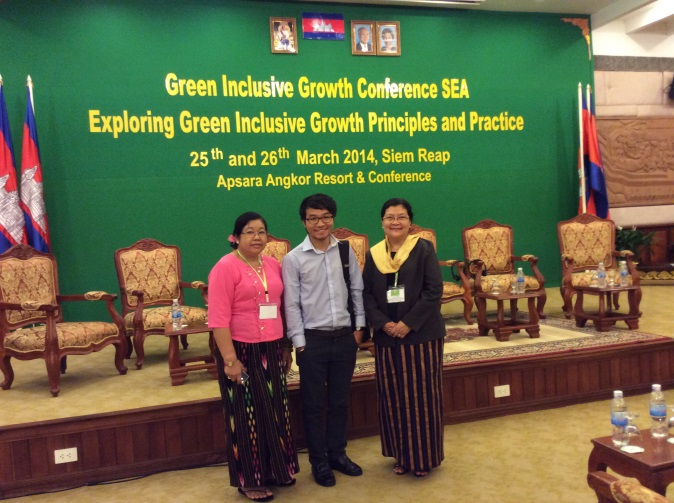 Green Inclusive Growth Conference SEA
Exploring Green Inclusive Growth Principles and Practice
25th and 26th March 2014, Siem Reap
Apsara Angkor Resort & Conference